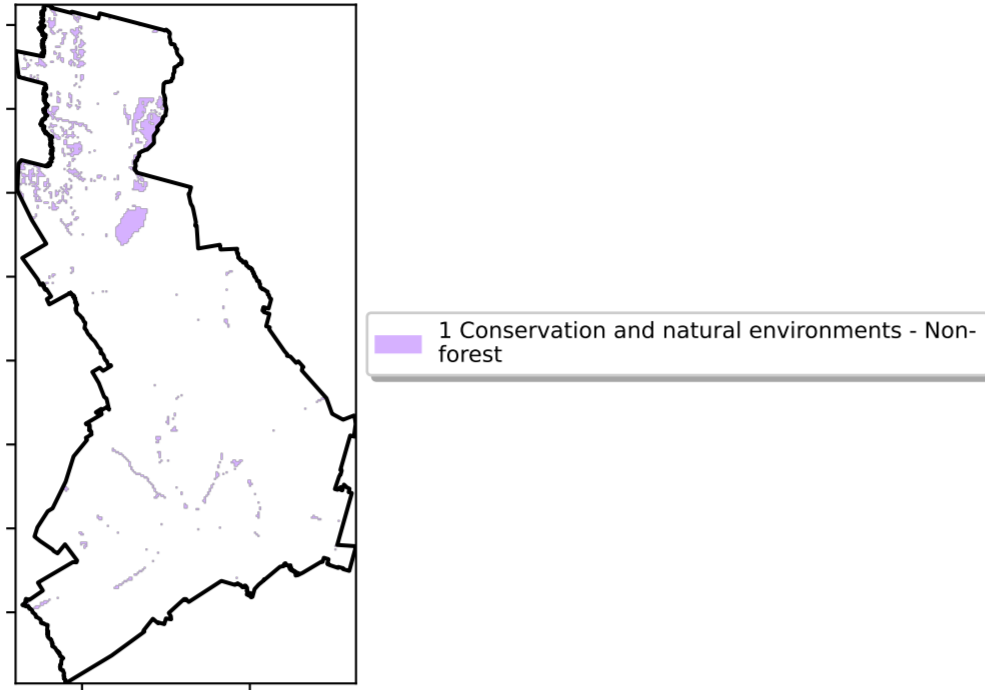 1 Conservation and natural environments - Non-
forest